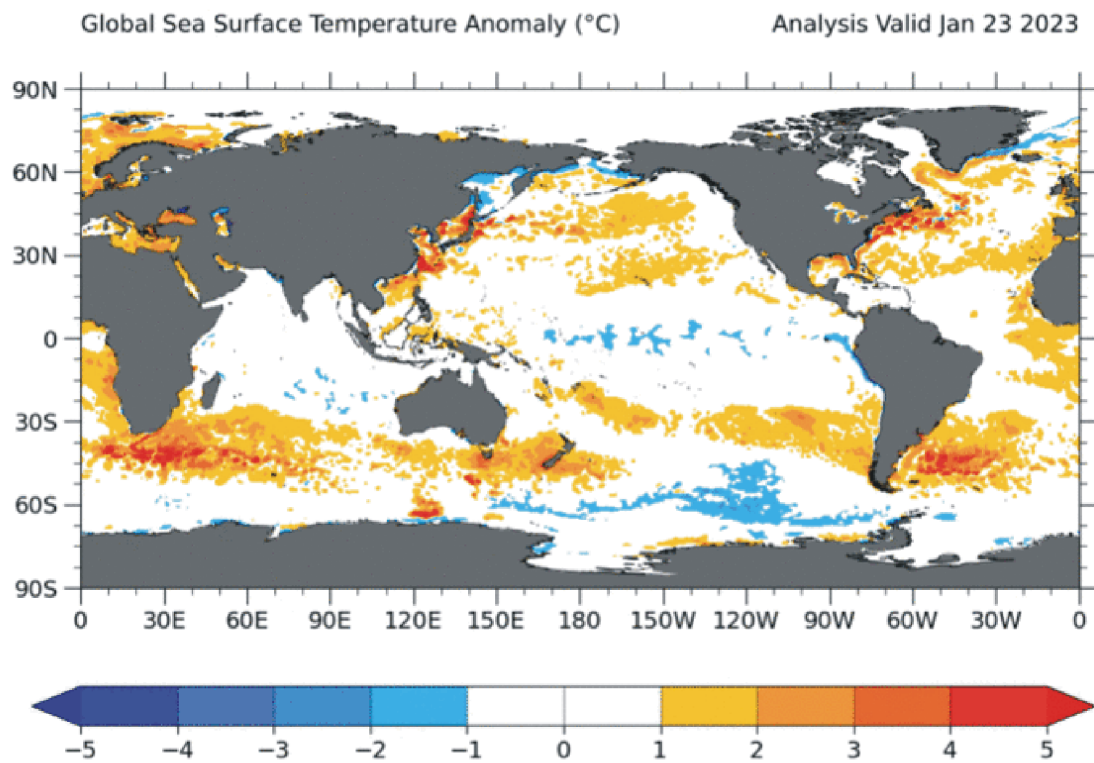 Global Sea Surface Temperature Anomaly (°C) Analysis Valid Jan 23 2023
90N
60N
30N
0
30S
60S
90S
0 30E 60E 90E 120E 150E 180 150W 120W 90W 60W 30W 0
−5 −4 −3 −2 −1 0 1 2 3 4 5